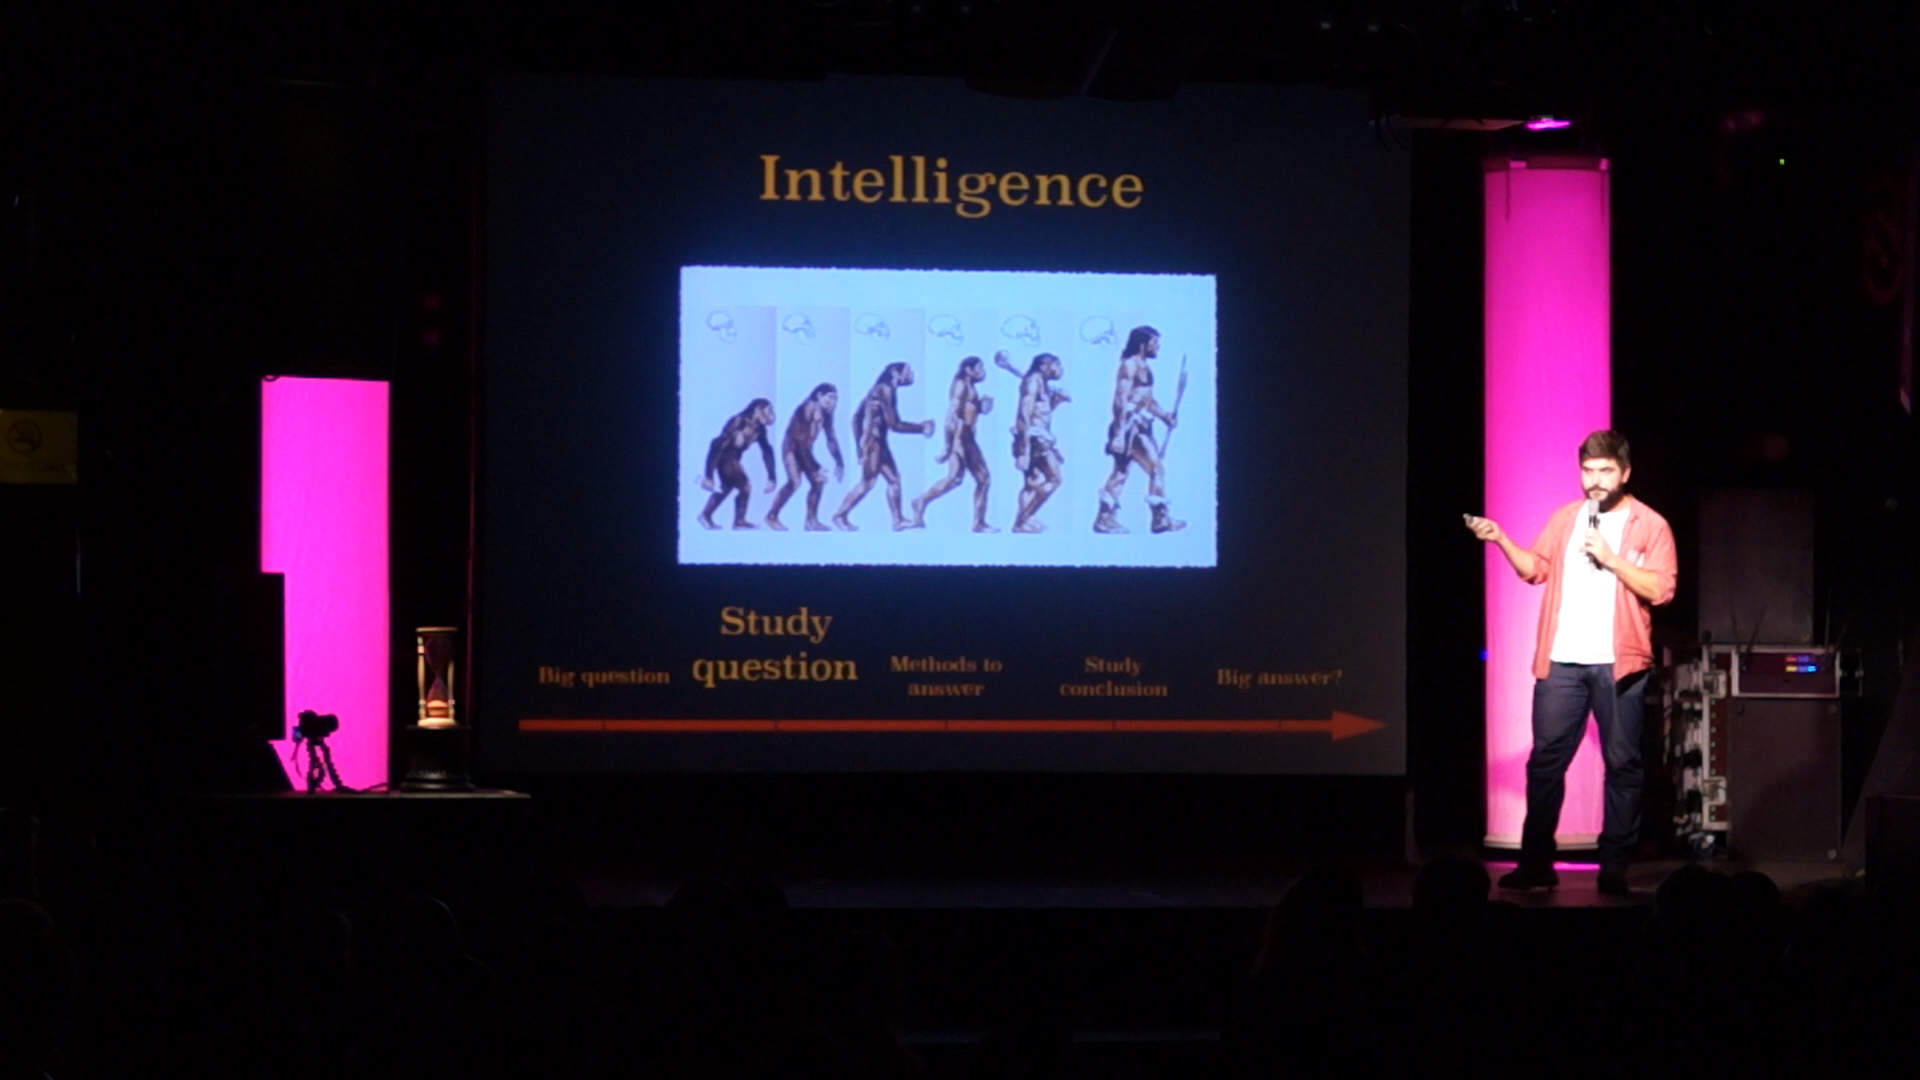 Intelligence
Study
question
Big question
Methods to
answer
Study
conclusion
Big answer?